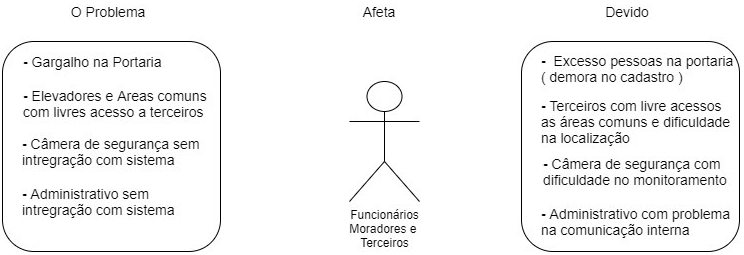 O Problema
Afeta
Devido
- Gargalho na Portaria
- Elevadores e Areas comuns
com livres acesso a terceiros
- Câmera de segurança sem
intregração com sistema
- Administrativo sem
intregração com sistema
Funcionários
Moradores e
Terceiros
- Excesso pessoas na portaria
( demora no cadastro )
- Terceiros com livre acessos
as áreas comuns e dificuldade
na localização
- Câmera de segurança com
dificuldade no monitoramento
- Administrativo com problema
na comunicação interna